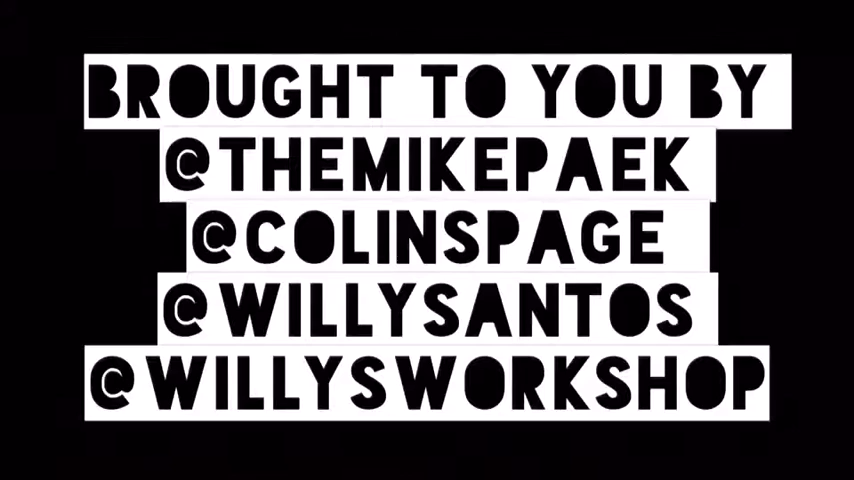 BROUGHT TO YOU BY
@THEMIKEPAEK
@COLINSPAGE
@WILLYSANTOS
@WILLYSWORKSHOP